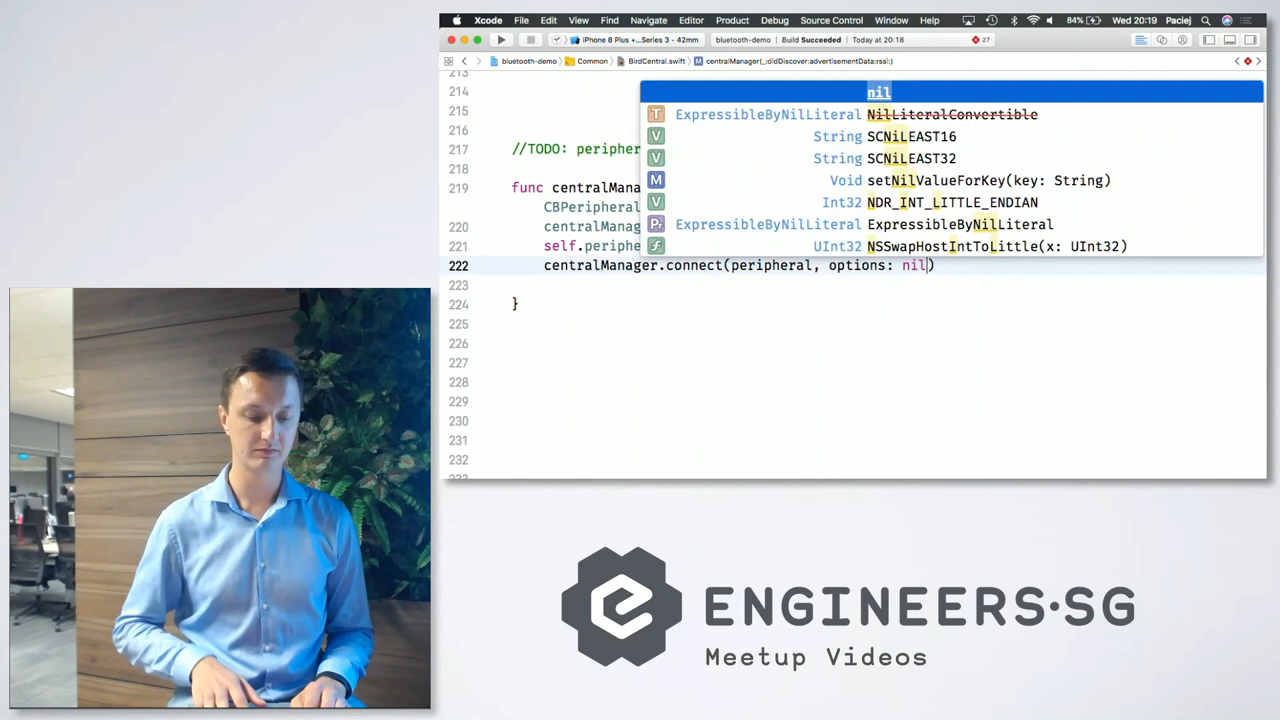 Xcode File Edit View Find Navigate Editor Product Debug Source Control Window Help 84% Wed 20:19 Paciej
iPhone 8 Plus +...Series 3 - 42mm bluetooth-demo Build Succeeded Today at 20:18 27
bluetooth-demo Common BirdCentral.swift M centralManager(_:didDiscover:advertisementData:rssi:)
213
214 nil
215 T ExpressibleByNilLiteral NilLiteralConvertible
216 V String SCNiLEAST16
217 //TODO: peripher
V String SCNiLEAST32
218
M Void setNilValueForKey(key: String)
219 func centralMana
V Int32 NDR_INT_LITTLE_ENDIAN
CBPeripheral
Pr ExpressibleByNilLiteral ExpressibleByNilLiteral
220 centralManag
221 self.periphe
f UInt32 NSSwapHostIntToLittle(x: UInt32)
222 centralManager.connect(peripheral, options: nil)
223
224 }
225
226
227
228
229
230
231
232
ENGINEERS·SG
Meetup Videos